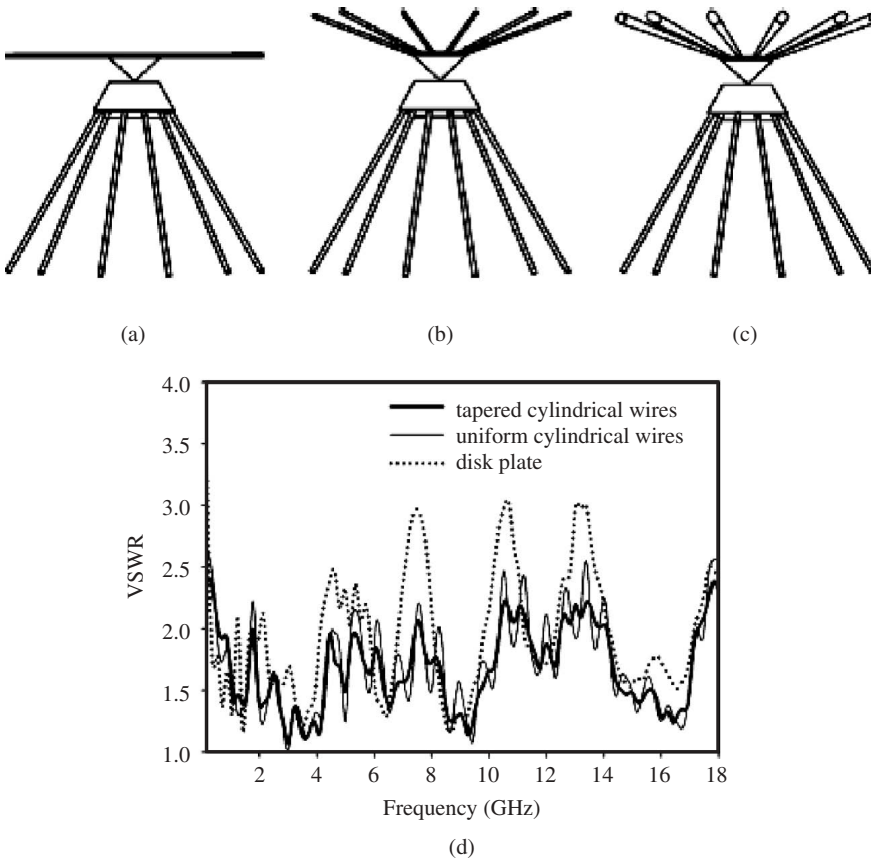 (a) (b) (c)
4.0
3.5
3.0
2.5
2.0
1.5
1.0
VSWR
tapered cylindrical wires
uniform cylindrical wires
disk plate
2 4 6 8 10 12 14 16 18
Frequency (GHz)
(d)